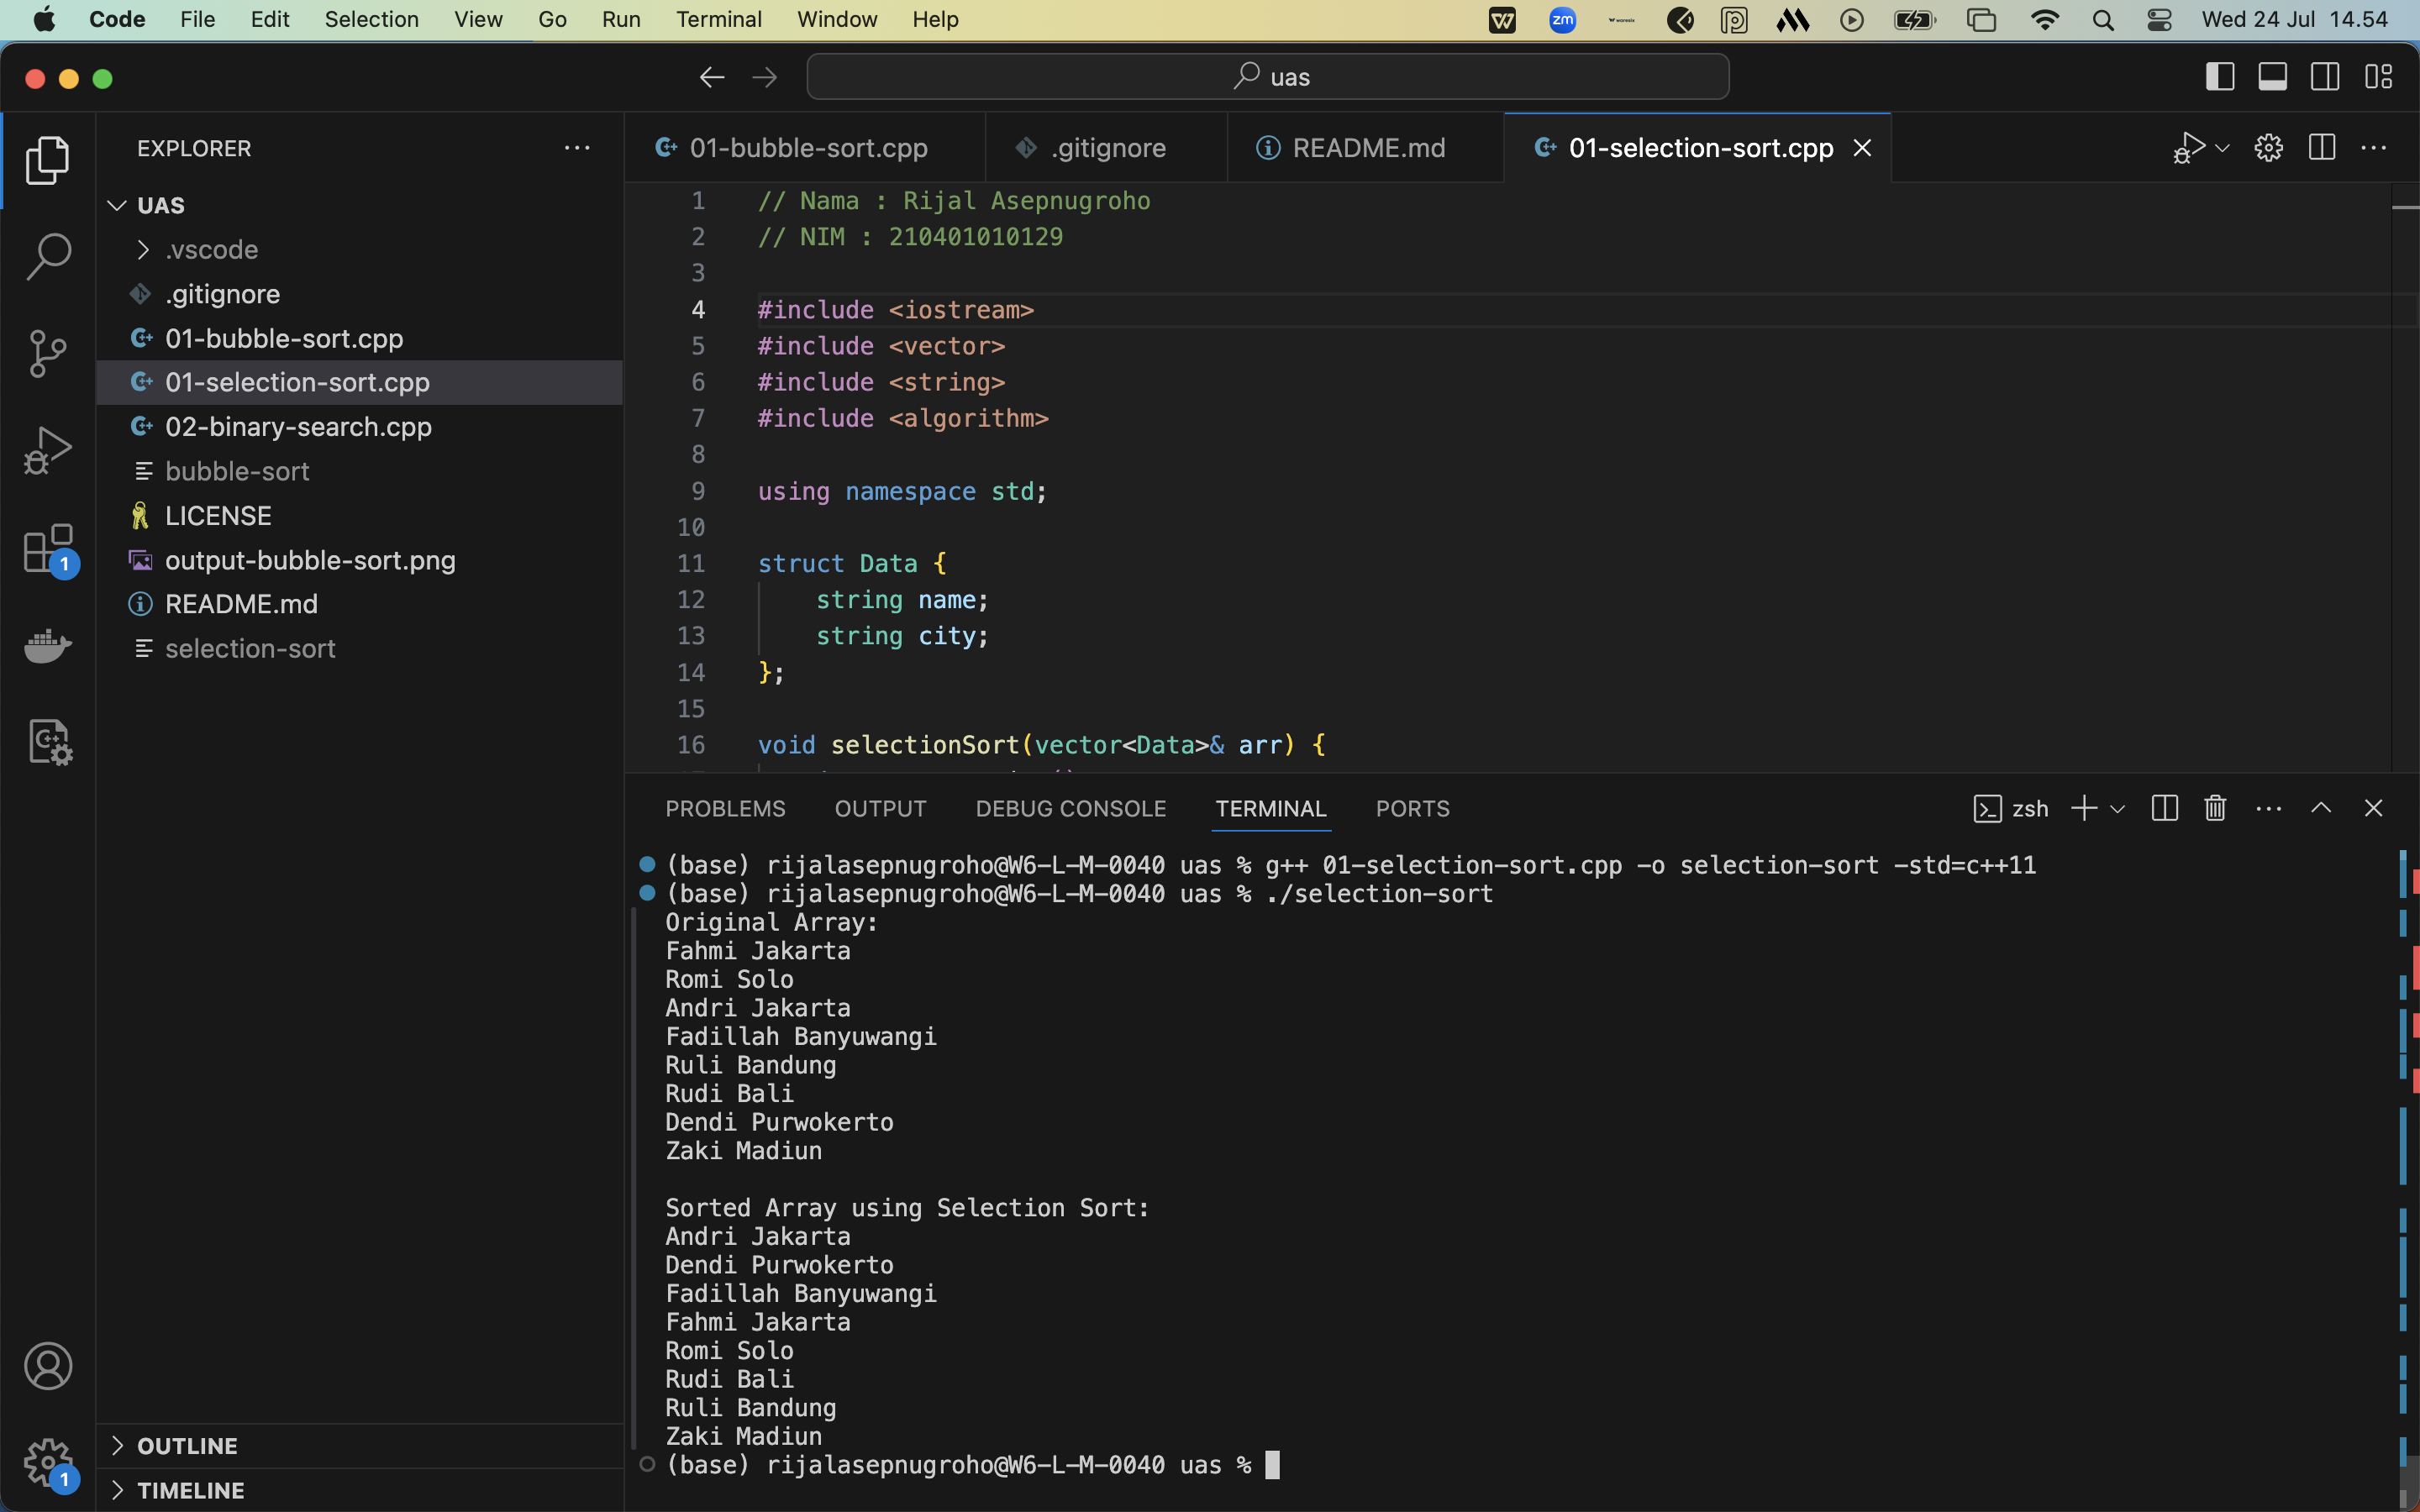 Code File Edit Selection View Go Run Terminal Window Help zm Wed 24 Jul 14.54
uas
EXPLORER
UAS
.vscode
.gitignore
01-bubble-sort.cpp
01-selection-sort.cpp
02-binary-search.cpp
bubble-sort
LICENSE
output-bubble-sort.png
README.md
selection-sort
1
OUTLINE
1
TIMELINE
01-bubble-sort.cpp .gitignore README.md 01-selection-sort.cpp
1 // Nama : Rijal Asepnugroho
2 // NIM : 210401010129
3
4 #include <iostream>
5 #include <vector>
6 #include <string>
7 #include <algorithm>
8
9 using namespace std;
10
11 struct Data {
12 string name;
13 string city;
14 };
15
16 void selectionSort(vector<Data>& arr) {
PROBLEMS OUTPUT DEBUG CONSOLE TERMINAL PORTS zsh
(base) rijalasepnugroho@W6-L-M-0040 uas % g++ 01-selection-sort.cpp -o selection-sort -std=c++11
(base) rijalasepnugroho@W6-L-M-0040 uas % ./selection-sort
Original Array:
Fahmi Jakarta
Romi Solo
Andri Jakarta
Fadillah Banyuwangi
Ruli Bandung
Rudi Bali
Dendi Purwokerto
Zaki Madiun
Sorted Array using Selection Sort:
Andri Jakarta
Dendi Purwokerto
Fadillah Banyuwangi
Fahmi Jakarta
Romi Solo
Rudi Bali
Ruli Bandung
Zaki Madiun
(base) rijalasepnugroho@W6-L-M-0040 uas %